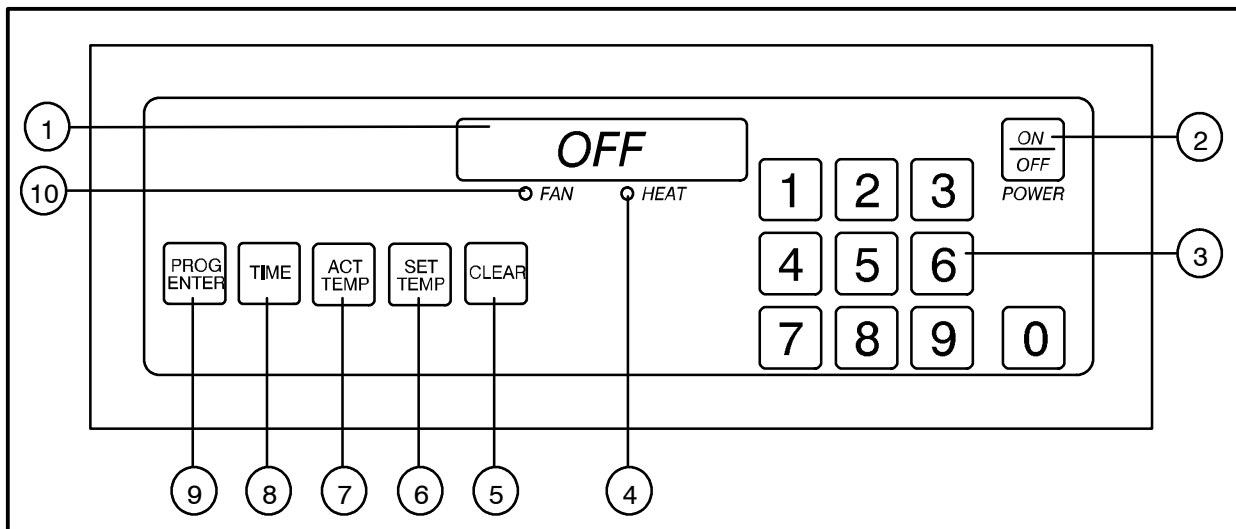 1
OFF
ON
OFF
2
10
FAN
HEAT
POWER
1 2 3
PROG
ENTER
TIME
ACT
TEMP
SET
TEMP
CLEAR
4 5 6
3
7 8 9 0
9
8
7
6
5
4